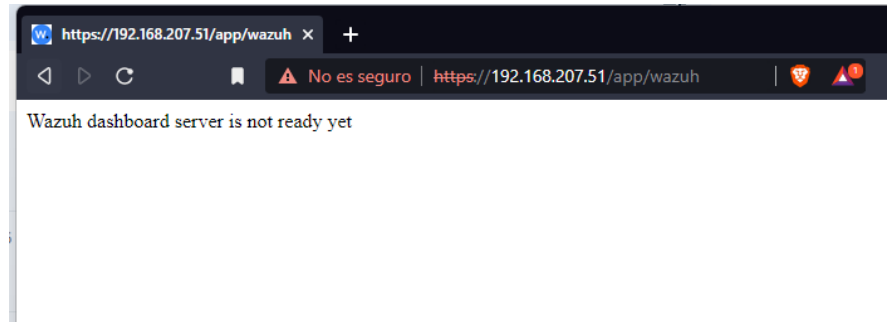 https://192.168.207.51/app/wazuh
No es seguro https://192.168.207.51/app/wazuh
1
Wazuh dashboard server is not ready yet